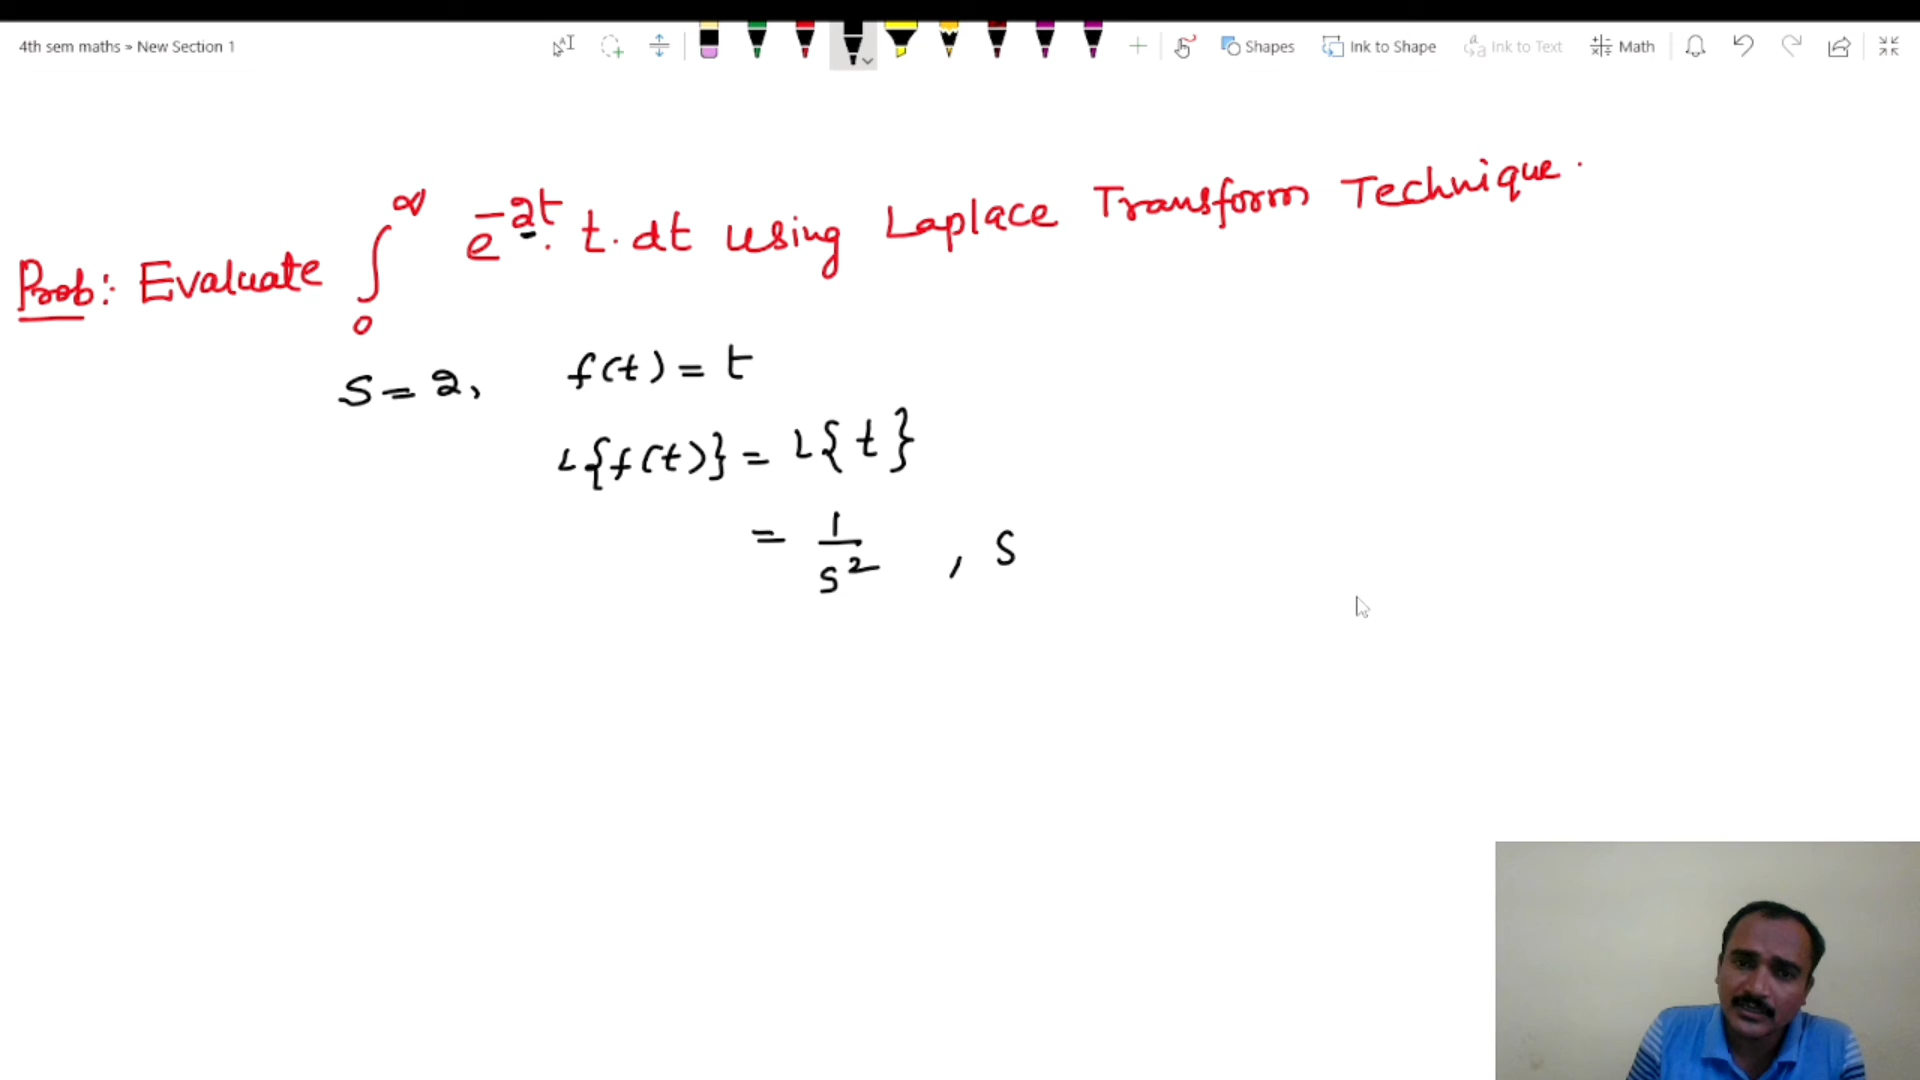 4th sem maths » New Section 1
Shapes Ink to Shape Ink to Text Math
Prob: Evaluate ∫₀^∞ e^{-2t}. t. dt using Laplace Transform Technique.
s = 2, f(t) = t
L{f(t)} = L{t}
= 1/s² , s